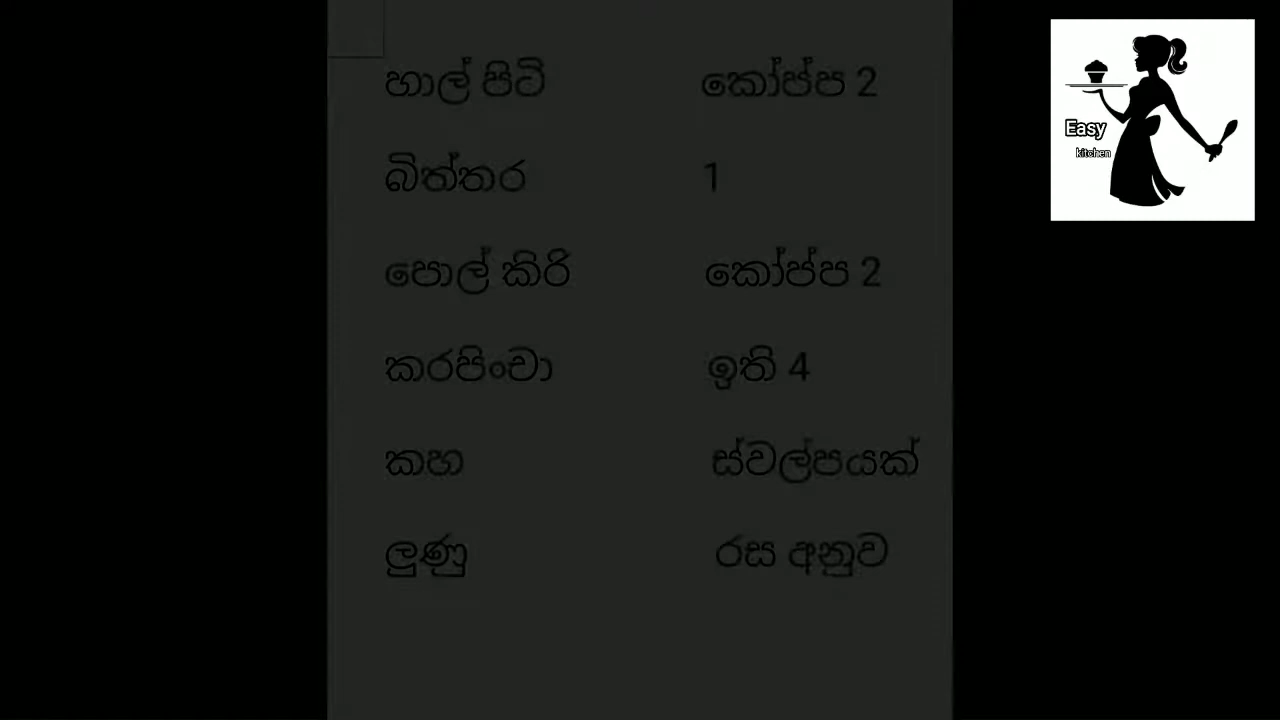 හාල් පිටි කෝප්ප 2
බිත්තර 1
පොල් කිරි කෝප්ප 2
කරපිංචා ඉති 4
කහ ස්වල්පයක්
ලුණු රස අනුව
Easy
kitchen